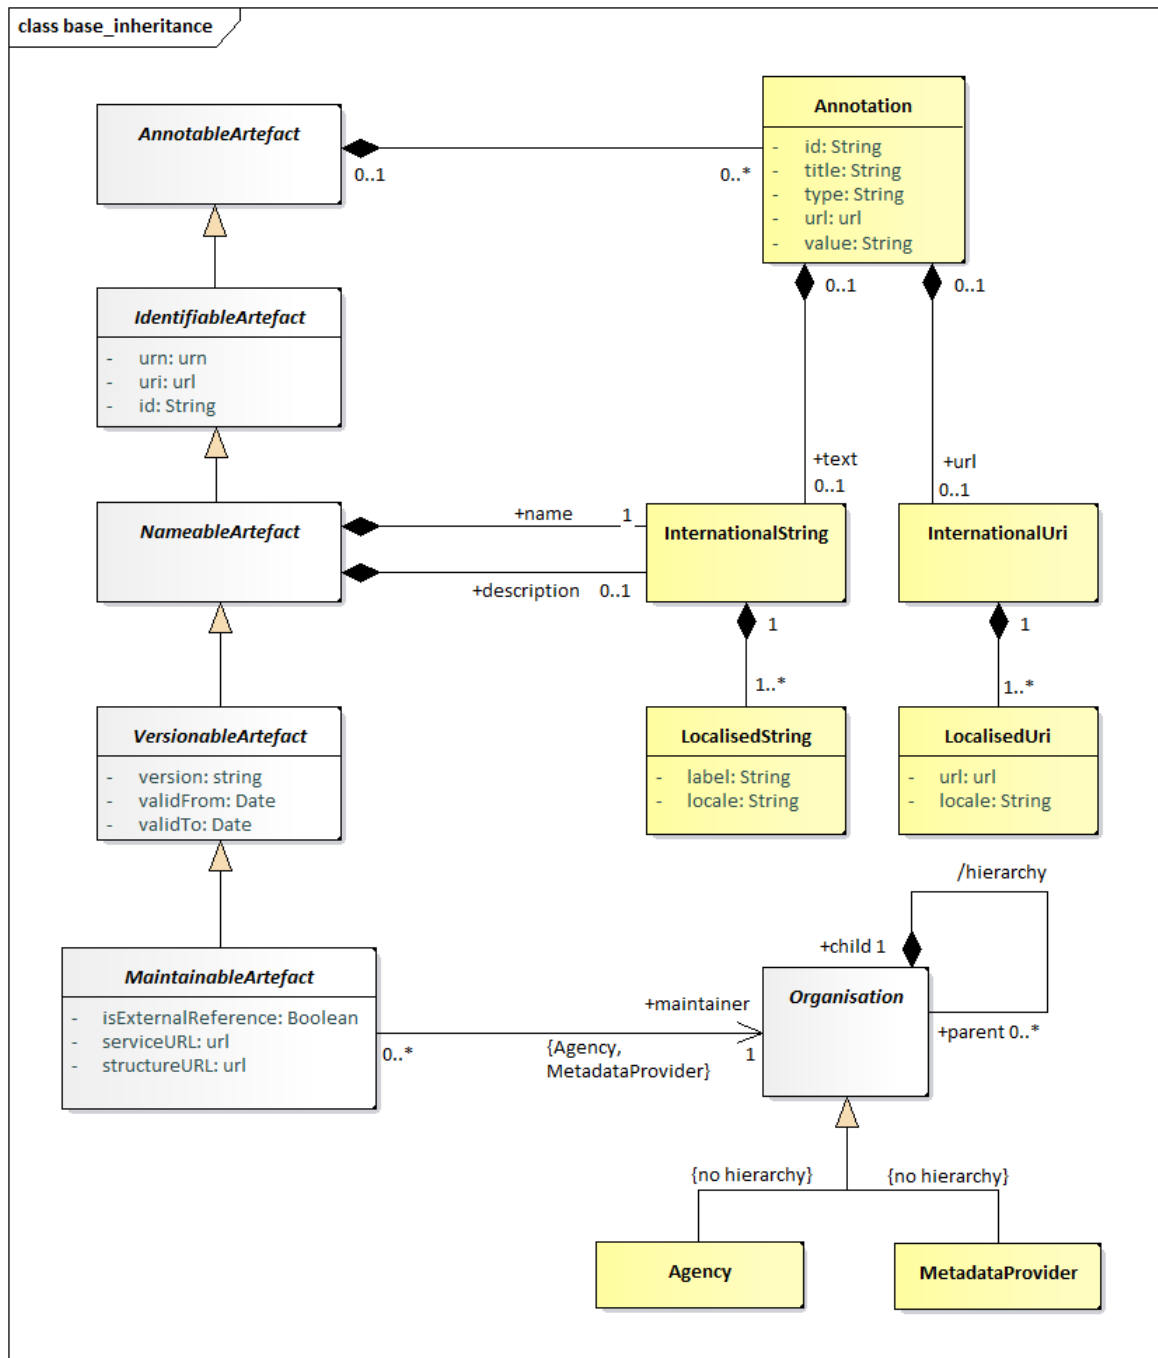 class base_inheritance
AnnotableArtefact
0..1
0..*
Annotation
- id: String
- title: String
- type: String
- url: url
- value: String
0..1
0..1
IdentifiableArtefact
- urn: urn
- uri: url
- id: String
+text
0..1
+url
0..1
NameableArtefact
+name 1
+description 0..1
InternationalString
InternationalUri
1
1..*
1
1..*
VersionableArtefact
- version: string
- validFrom: Date
- validTo: Date
LocalisedString
- label: String
- locale: String
LocalisedUri
- url: url
- locale: String
/hierarchy
+child 1
MaintainableArtefact
- isExternalReference: Boolean
- serviceURL: url
- structureURL: url
0..*
+maintainer
{Agency,
MetadataProvider}
1
Organisation
+parent 0..*
{no hierarchy}
{no hierarchy}
Agency
MetadataProvider